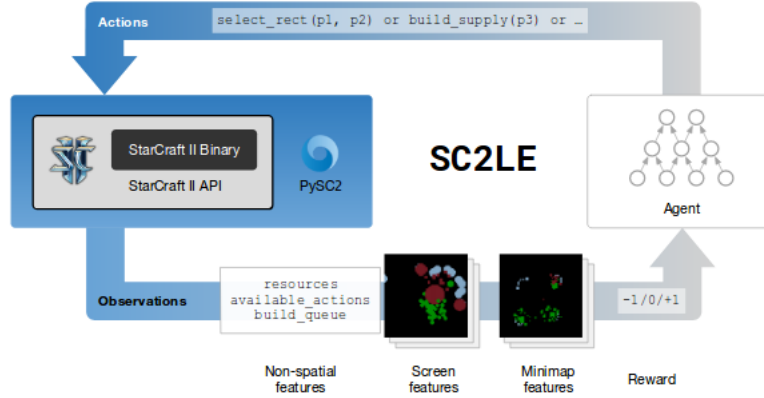 Actions
select_rect(p1, p2) or build_supply(p3) or …
StarCraft II Binary
StarCraft II API
PySC2
SC2LE
Agent
Observations
resources
available_actions
build_queue
-1/0/+1
Non-spatial
features
Screen
features
Minimap
features
Reward